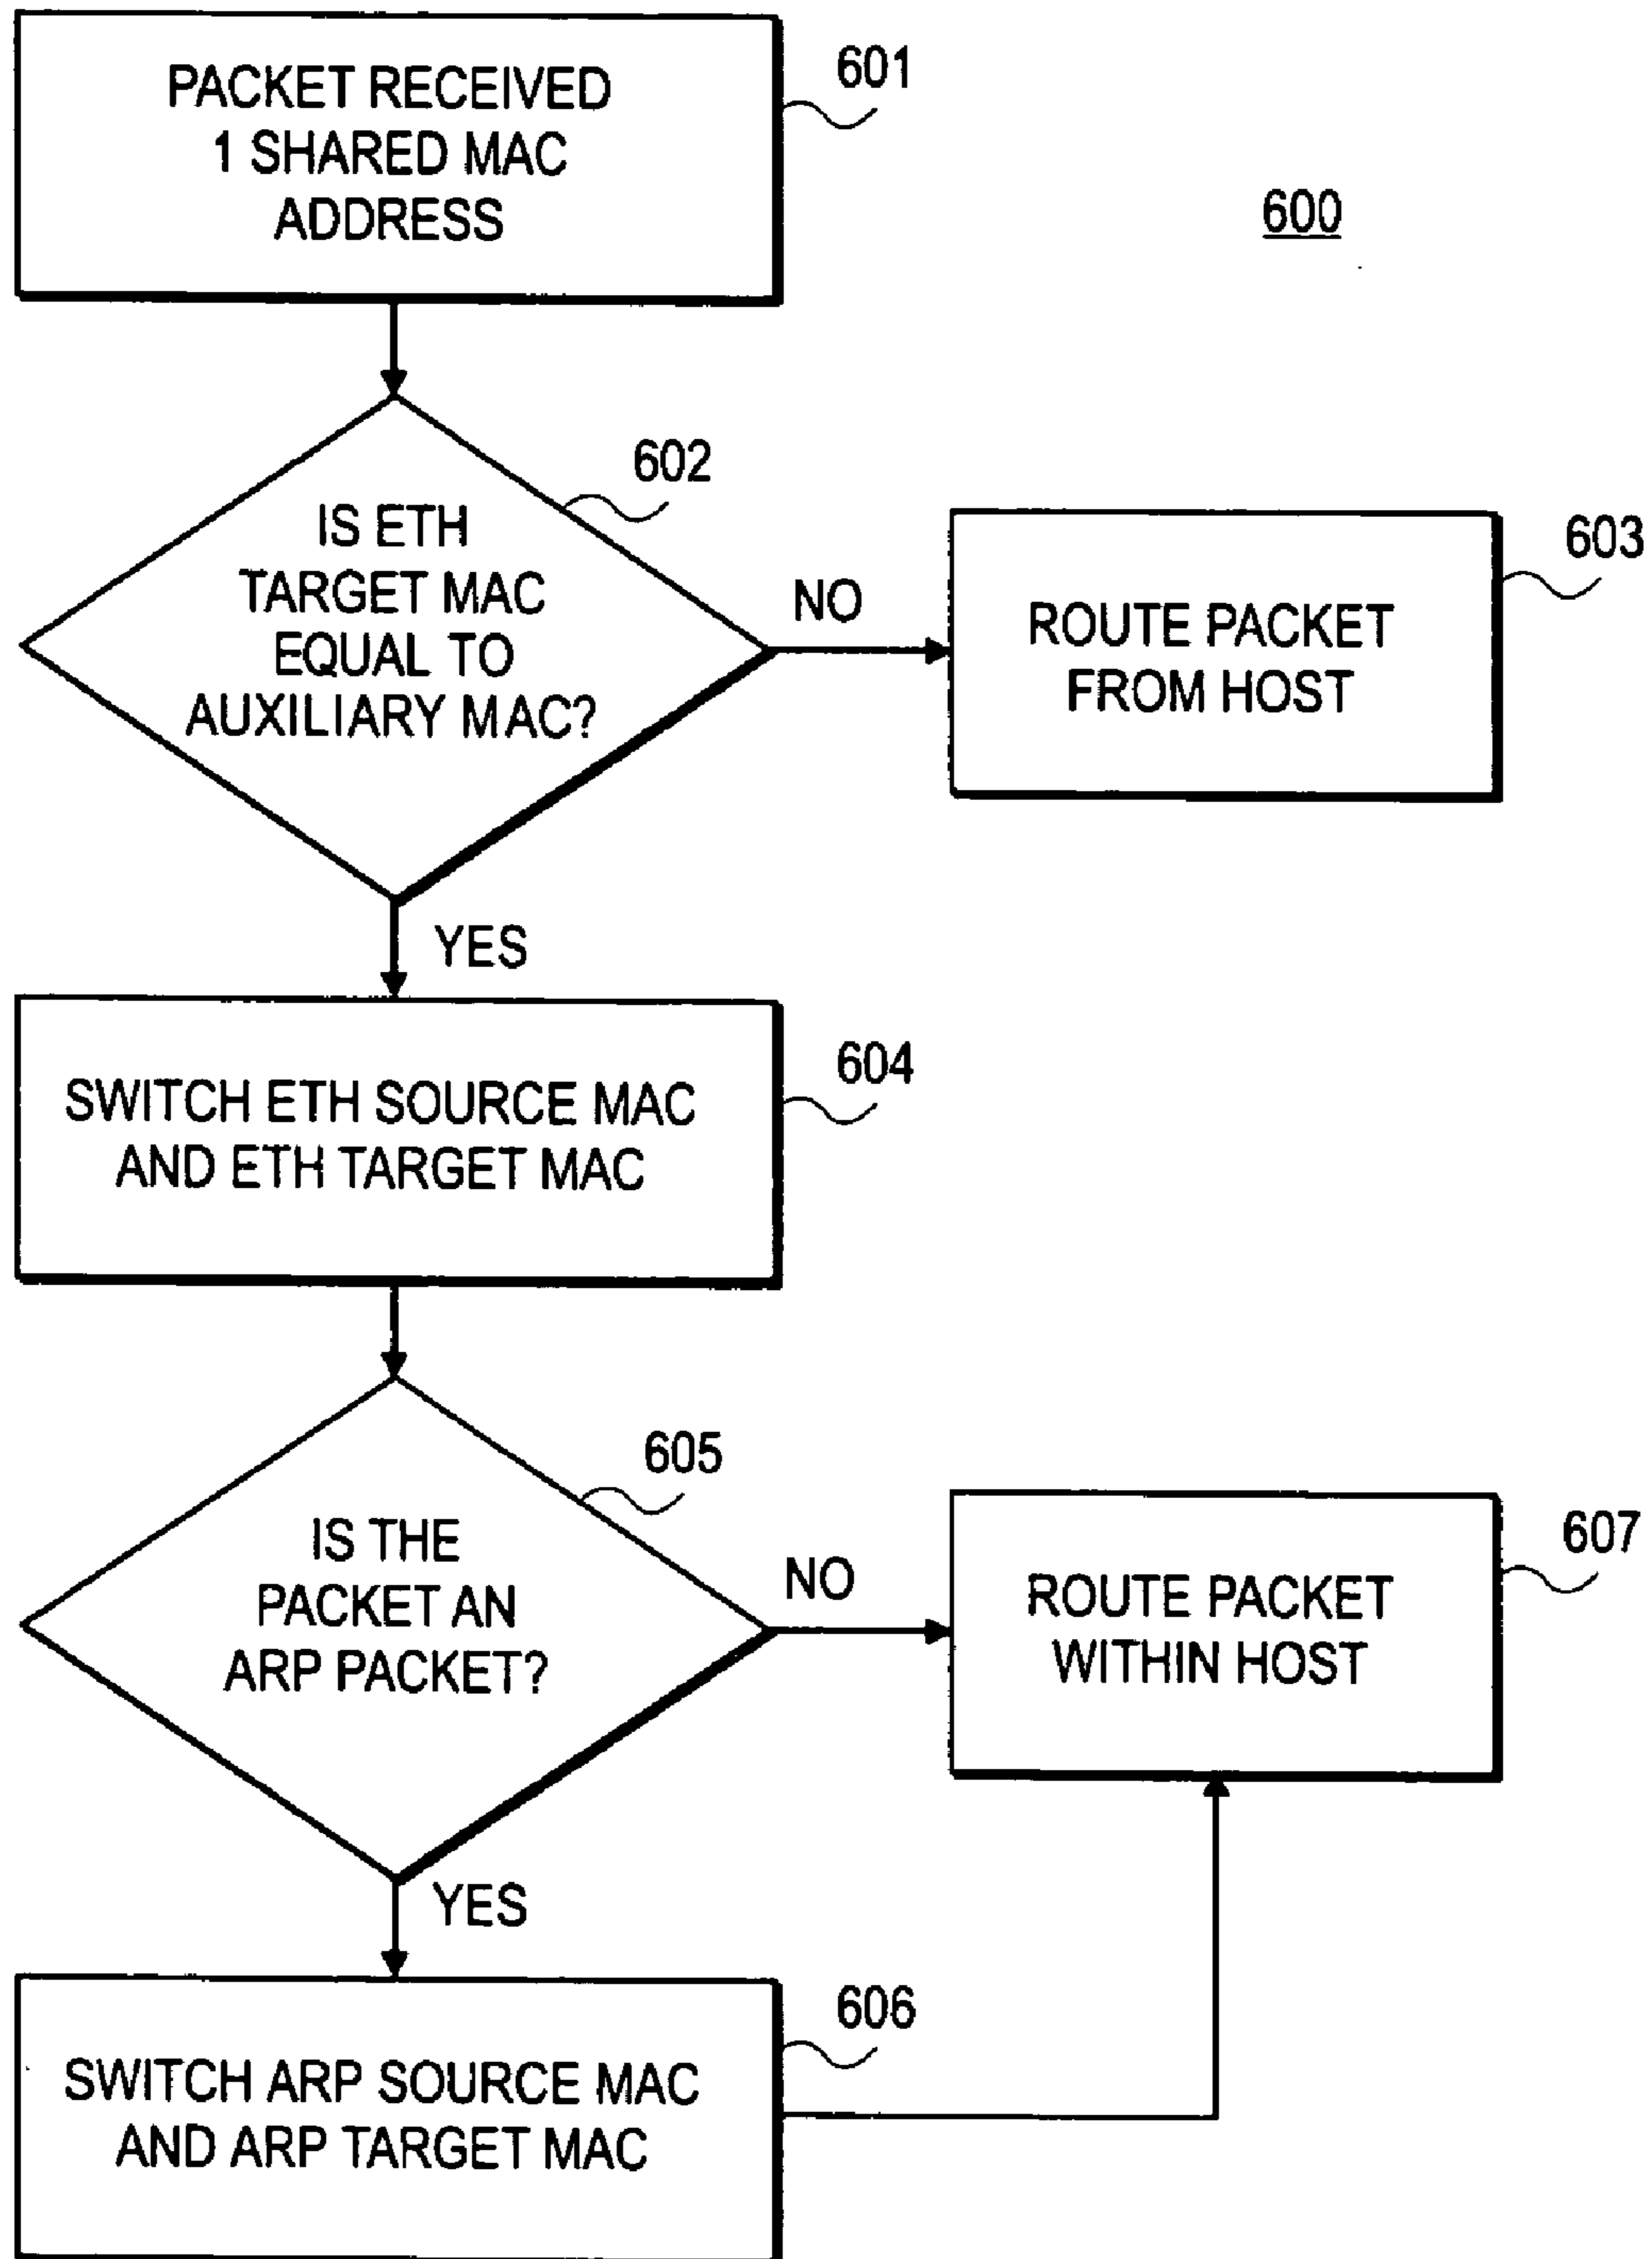 PACKET RECEIVED
1 SHARED MAC
ADDRESS
601
600
602
IS ETH
TARGET MAC
EQUAL TO
AUXILIARY MAC?
NO
603
ROUTE PACKET
FROM HOST
YES
604
SWITCH ETH SOURCE MAC
AND ETH TARGET MAC
605
IS THE
PACKET AN
ARP PACKET?
NO
607
ROUTE PACKET
WITHIN HOST
YES
606
SWITCH ARP SOURCE MAC
AND ARP TARGET MAC